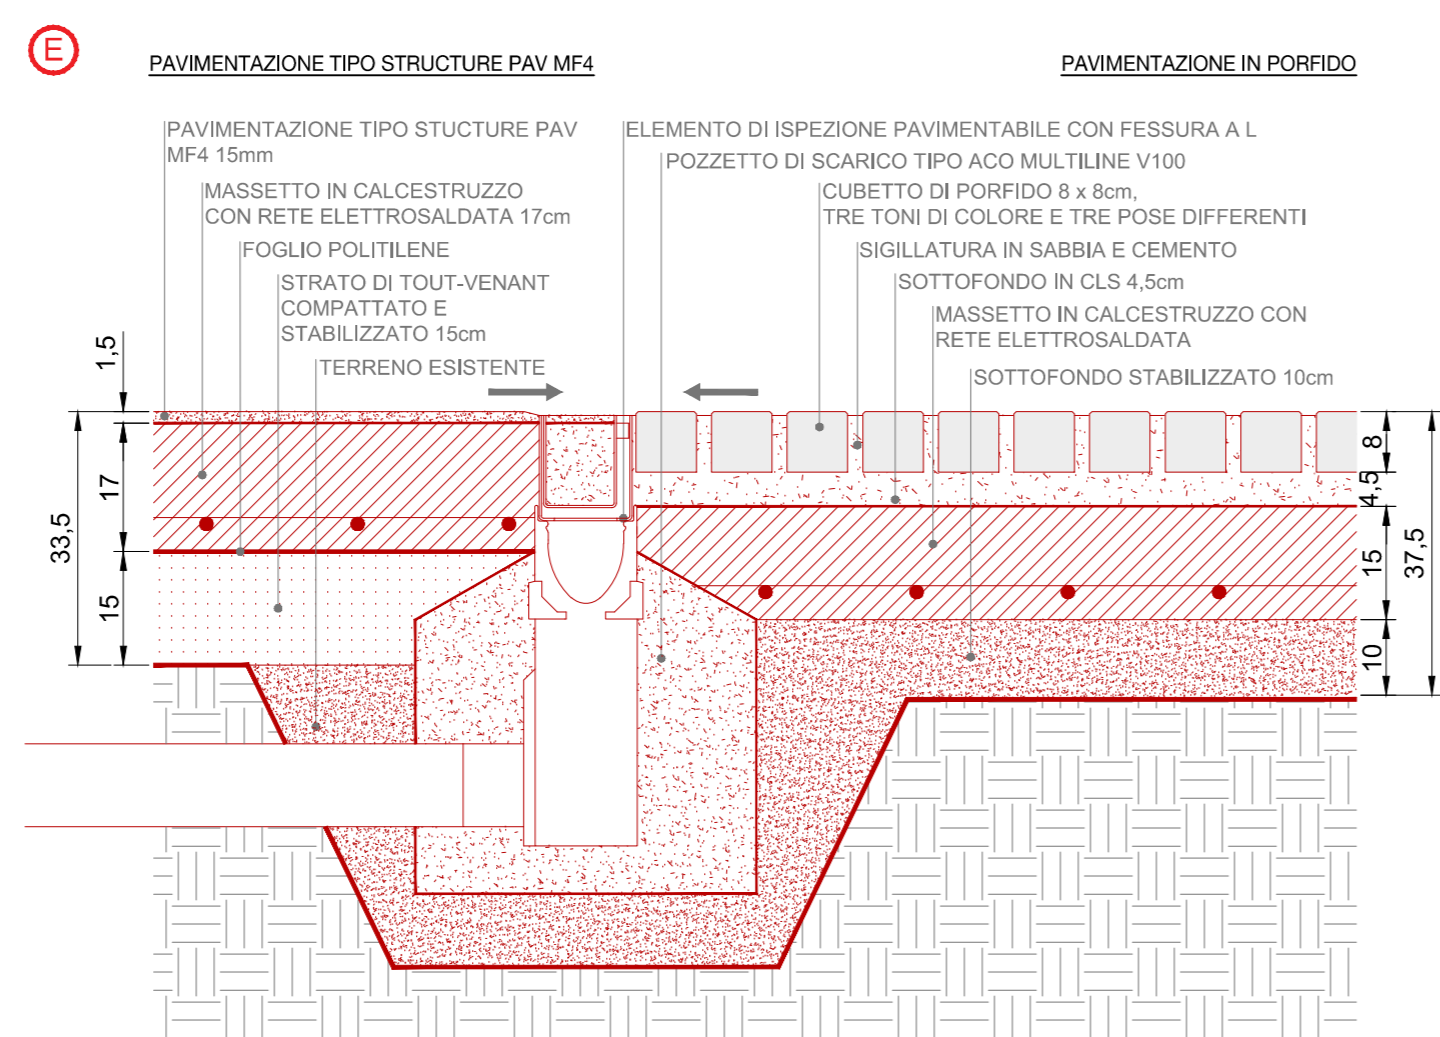 E
PAVIMENTAZIONE TIPO STRUCTURE PAV MF4
PAVIMENTAZIONE IN PORFIDO
PAVIMENTAZIONE TIPO STUCTURE PAV
MF4 15mm
MASSETTO IN CALCESTRUZZO
CON RETE ELETTROSALDATA 17cm
FOGLIO POLITILENE
STRATO DI TOUT-VENANT
COMPATTATO E
STABILIZZATO 15cm
TERRENO ESISTENTE
ELEMENTO DI ISPEZIONE PAVIMENTABILE CON FESSURA A L
POZZETTO DI SCARICO TIPO ACO MULTILINE V100
CUBETTO DI PORFIDO 8 x 8cm,
TRE TONI DI COLORE E TRE POSE DIFFERENTI
SIGILLATURA IN SABBIA E CEMENTO
SOTTOFONDO IN CLS 4,5cm
MASSETTO IN CALCESTRUZZO CON
RETE ELETTROSALDATA
SOTTOFONDO STABILIZZATO 10cm
1,5
17
15
33,5
8
4,5
15
10
37,5